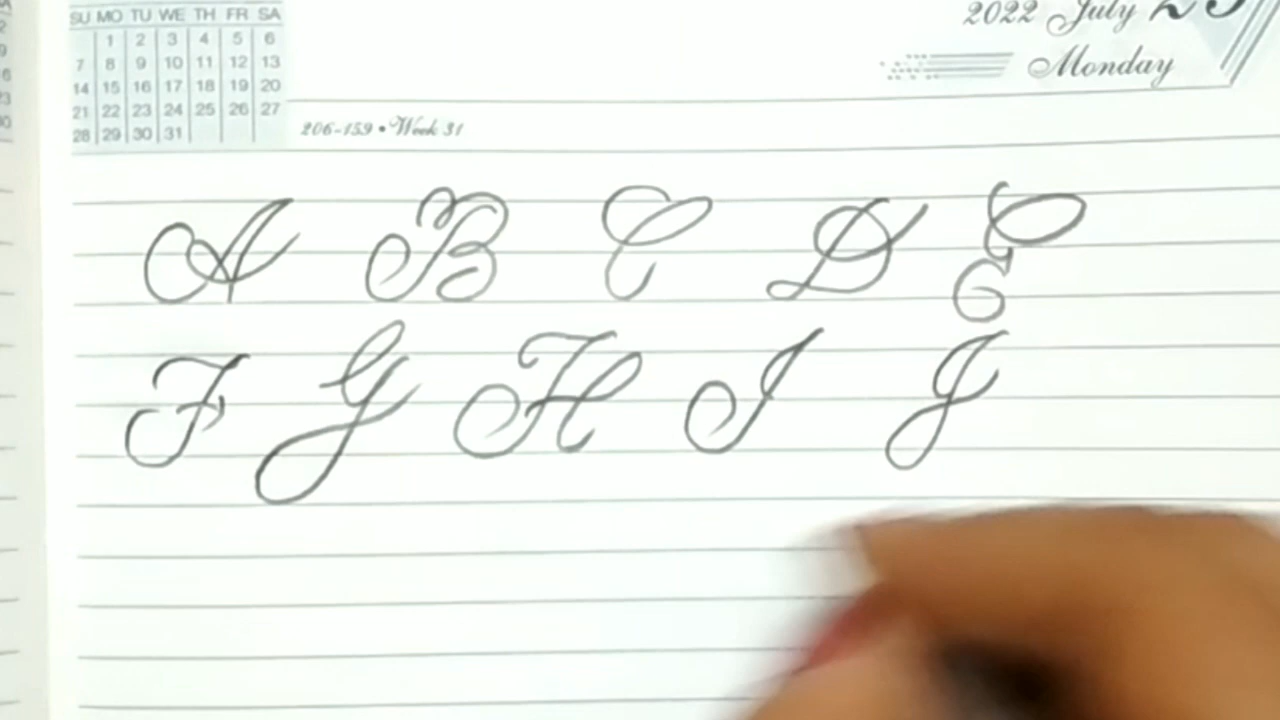 SU MO TU WE TH FR SA
1 2 3 4 5 6
7 8 9 10 11 12 13
14 15 16 17 18 19 20
21 22 23 24 25 26 27
28 29 30 31
2022 July 25
Monday
206-159 • Week 31
A B C D E
F G H I J